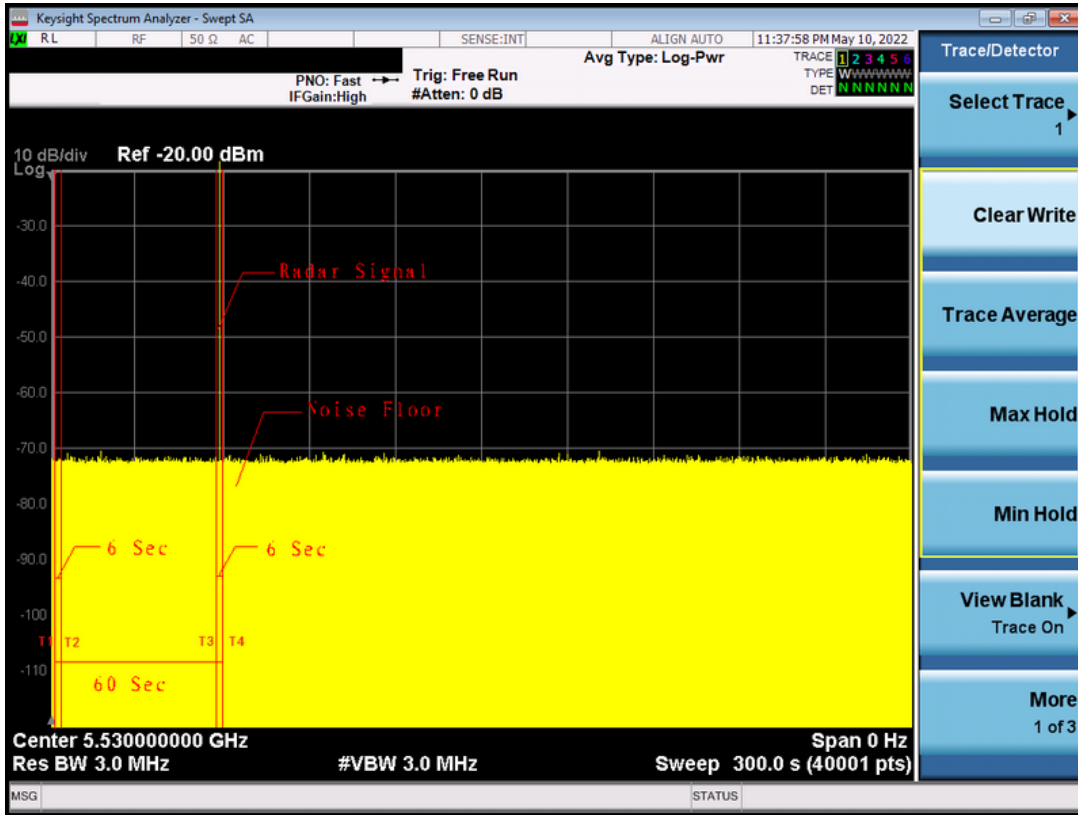 Keysight Spectrum Analyzer - Swept SA
LXI RL RF 50 Ω AC SENSE:INT ALIGN AUTO 11:37:58 PM May 10, 2022
Avg Type: Log-Pwr
TRACE 1 2 3 4 5 6
PNO: Fast Trig: Free Run
TYPE WWWWWW
IFGain:High #Atten: 0 dB
DET N N N N N N
10 dB/div Ref -20.00 dBm
Log
-30.0
-40.0
-50.0
-60.0
-70.0
-80.0
-90.0
-100
-110
Radar Signal
Noise Floor
6 Sec 6 Sec
T1 T2 T3 T4
60 Sec
Center 5.530000000 GHz Span 0 Hz
Res BW 3.0 MHz #VBW 3.0 MHz Sweep 300.0 s (40001 pts)
MSG STATUS
Trace/Detector
Select Trace
1
Clear Write
Trace Average
Max Hold
Min Hold
View Blank
Trace On
More
1 of 3